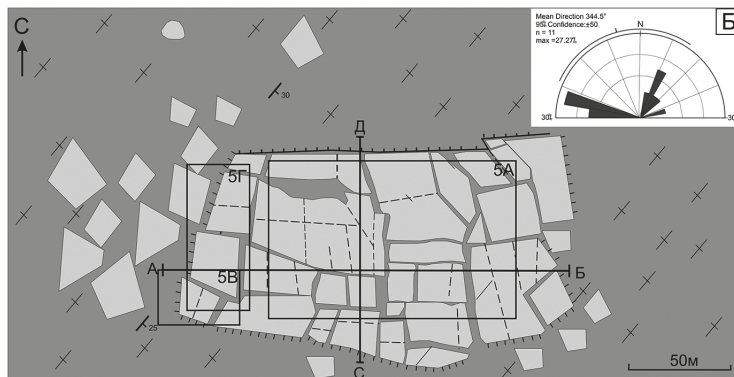 С
Mean Direction 344.5°
95% Confidence:±50
n = 11
max =27.27%
N
Б
30%
30%
30
Д
5Г
5А
А
5В
Б
25
С
50м